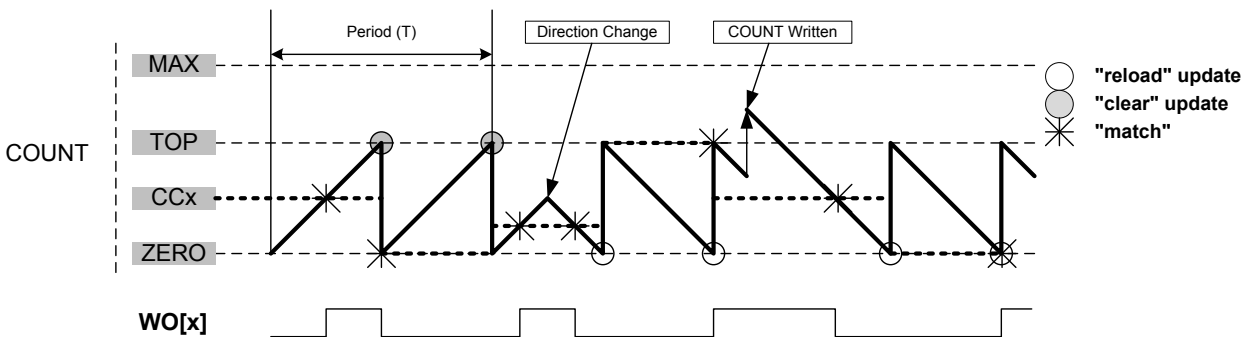 Period (T)
Direction Change
COUNT Written
MAX
"reload" update
"clear" update
TOP
"match"
COUNT
CCx
ZERO
WO[x]